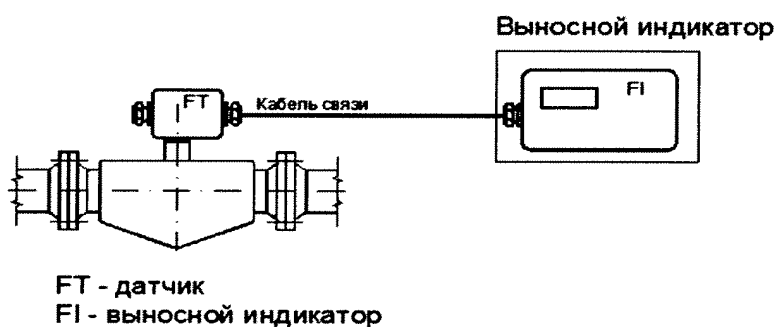 Выносной индикатор
FT
Кабель связи
FI
FT - датчик
FI - выносной индикатор